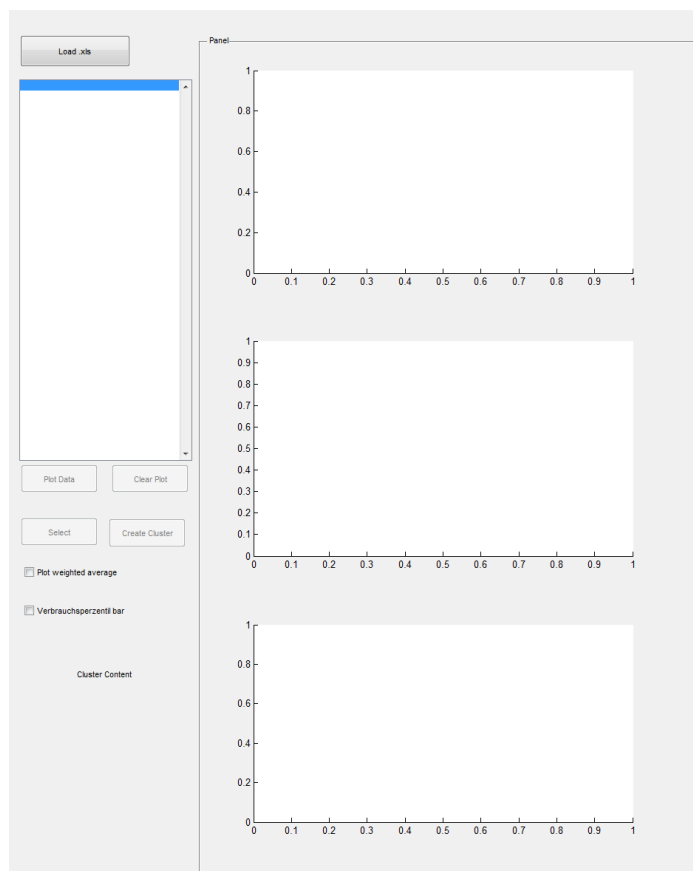 Load .xls
Panel
1
0.8
0.6
0.4
0.2
0
0 0.1 0.2 0.3 0.4 0.5 0.6 0.7 0.8 0.9 1
1
0.9
0.8
0.7
0.6
0.5
0.4
0.3
0.2
0.1
0
0 0.1 0.2 0.3 0.4 0.5 0.6 0.7 0.8 0.9 1
Plot Data Clear Plot
Select Create Cluster
Plot weighted average
Verbrauchsperzentil bar
Cluster Content
1
0.8
0.6
0.4
0.2
0
0 0.1 0.2 0.3 0.4 0.5 0.6 0.7 0.8 0.9 1